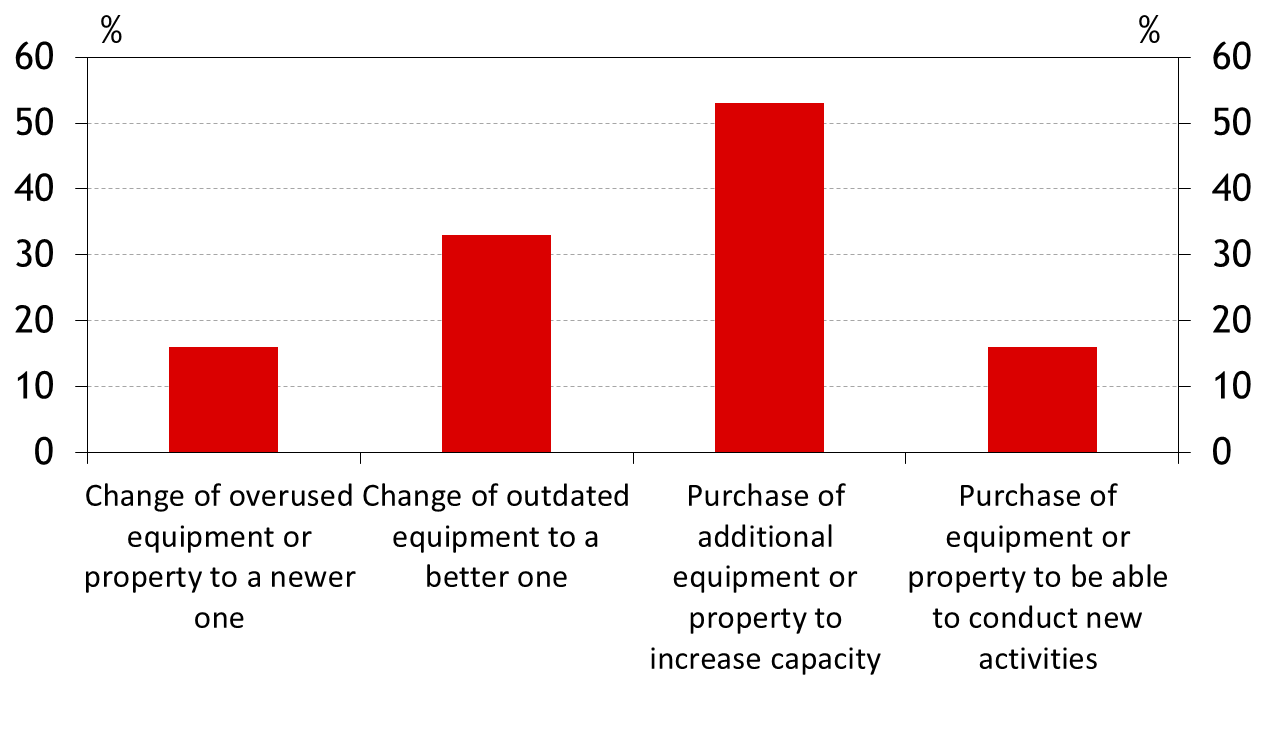 % %
60 60
50 50
40 40
30 30
20 20
10 10
0 0
Change of overused
equipment or
property to a newer
one
Change of outdated
equipment to a
better one
Purchase of
additional
equipment or
property to
increase capacity
Purchase of
equipment or
property to be able
to conduct new
activities